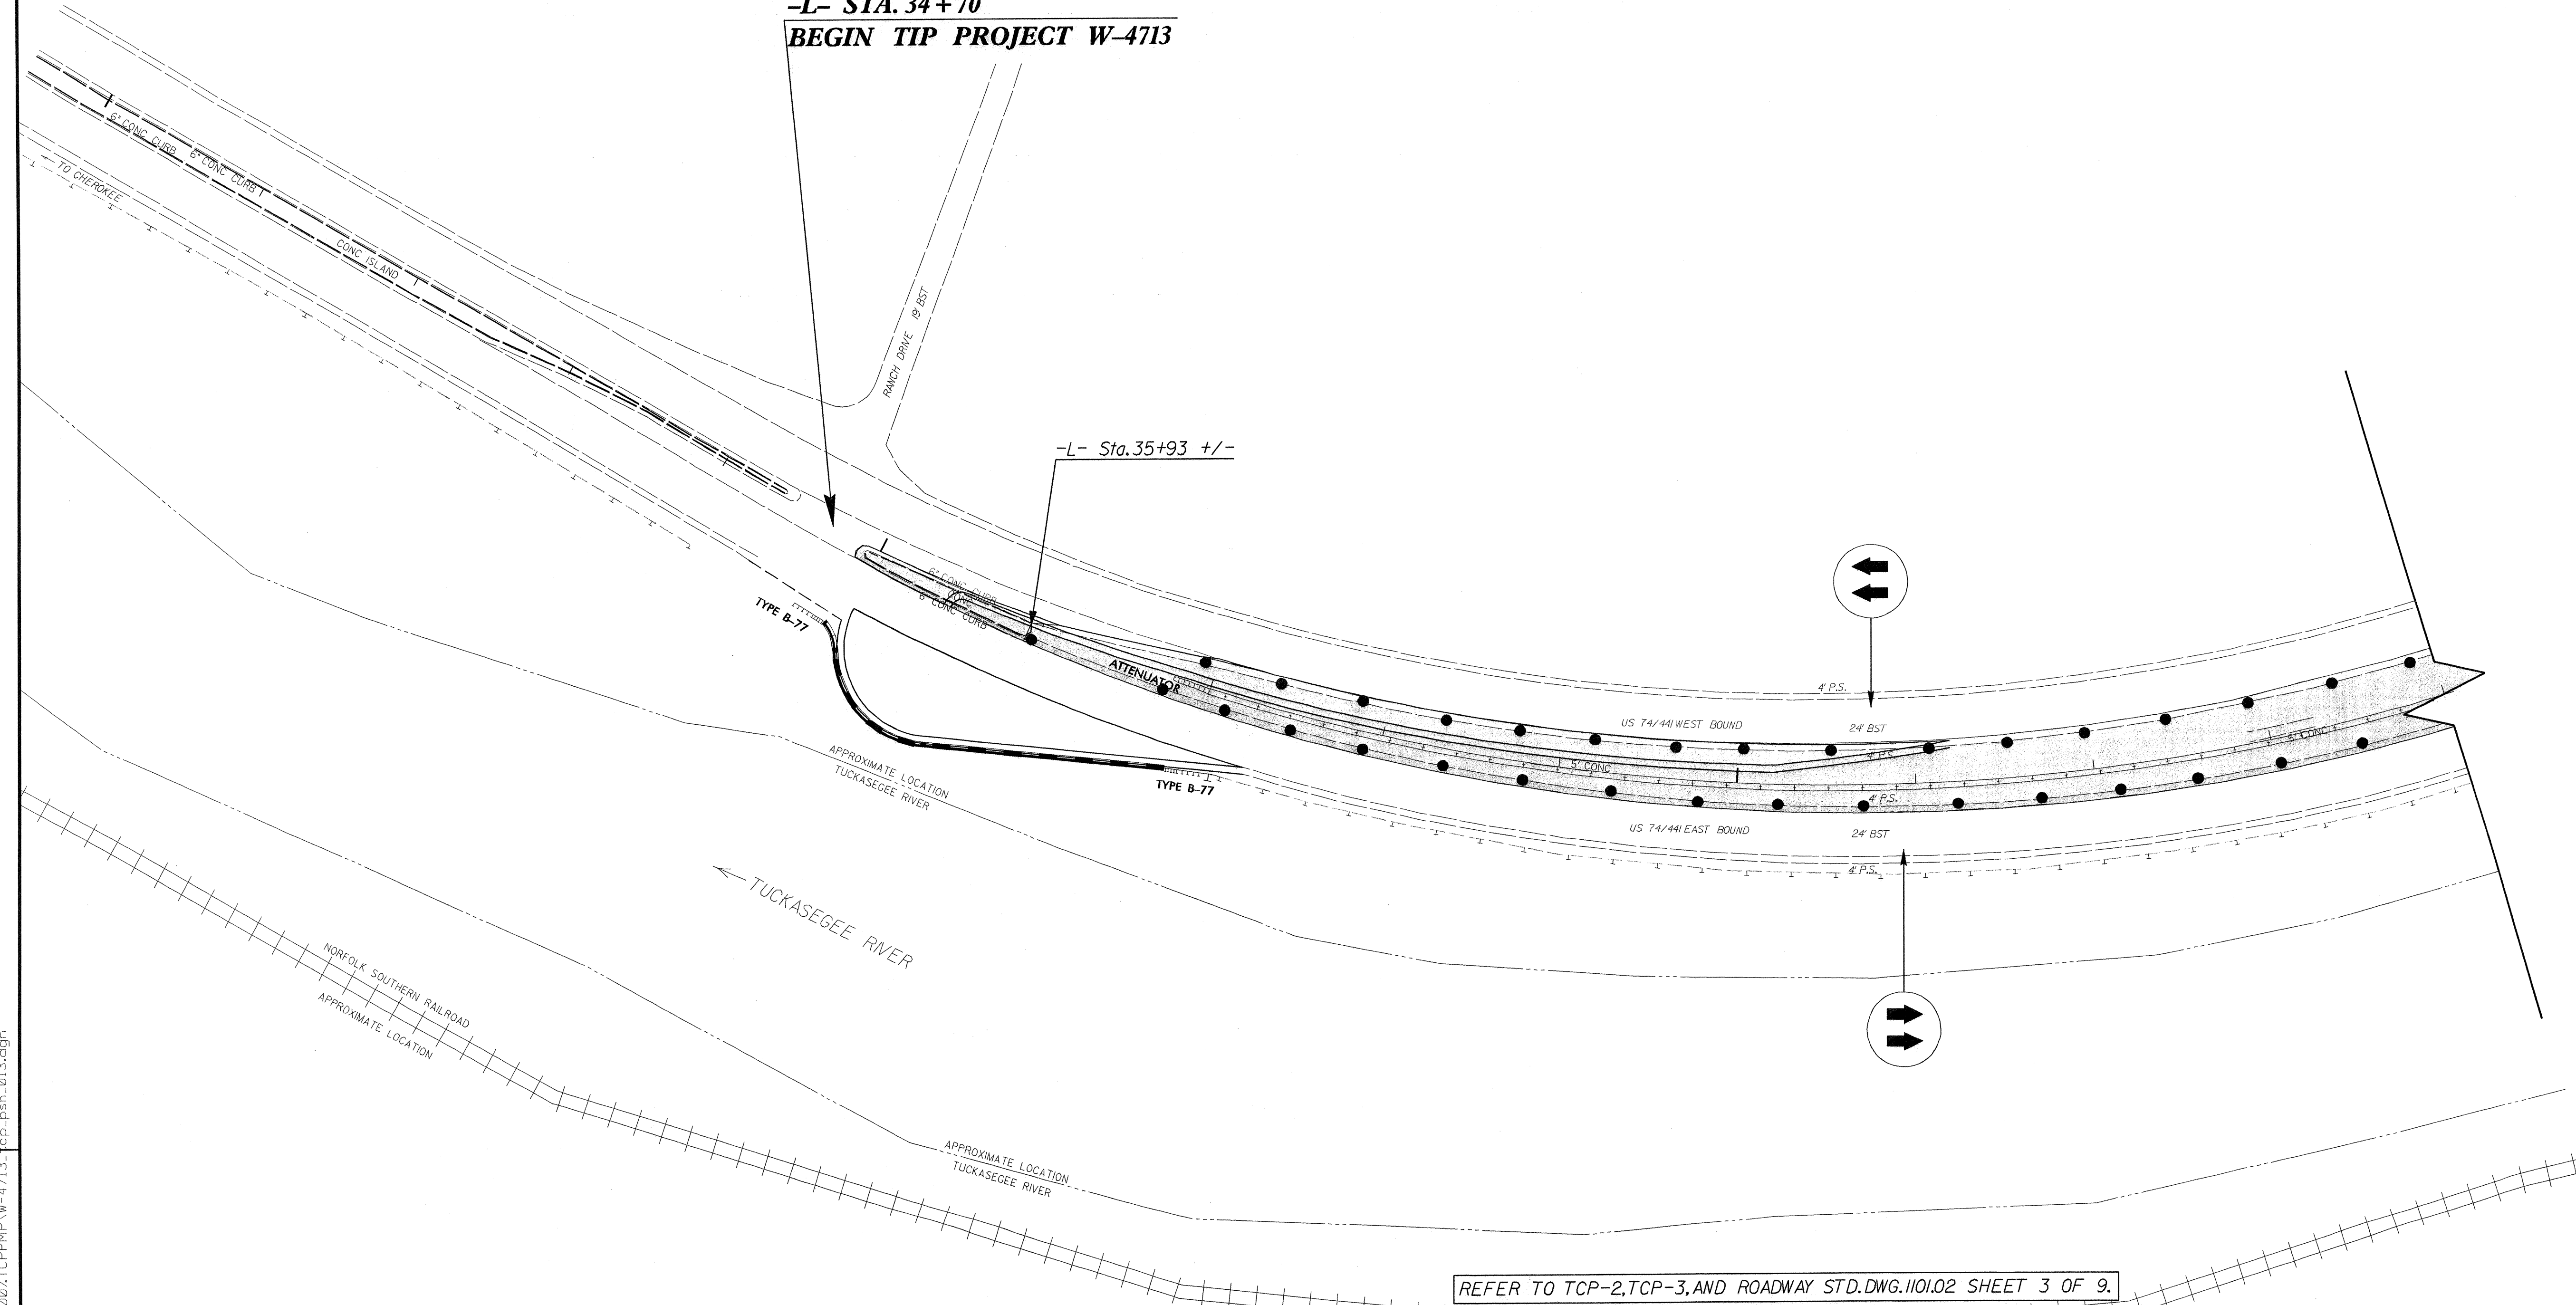 -L- STA. 34+70
BEGIN TIP PROJECT W-4713
6" CONC CURB
6" CONC CURB
TO CHEROKEE
CONC ISLAND
RANCH DRIVE 19' BST
-L- Sta.35+93 +/-
6" CONC CURB
CONC
6" CONC CURB
TYPE B-77
ATTENUATOR
4' P.S.
US 74/441 WEST BOUND
24' BST
4' P.S.
5' CONC
5' CONC
4' P.S.
TYPE B-77
US 74/441 EAST BOUND
24' BST
4' P.S.
APPROXIMATE LOCATION
TUCKASEGEE RIVER
TUCKASEGEE RIVER
NORFOLK SOUTHERN RAILROAD
APPROXIMATE LOCATION
APPROXIMATE LOCATION
TUCKASEGEE RIVER
REFER TO TCP-2,TCP-3,AND ROADWAY STD.DWG.1101.02 SHEET 3 OF 9.